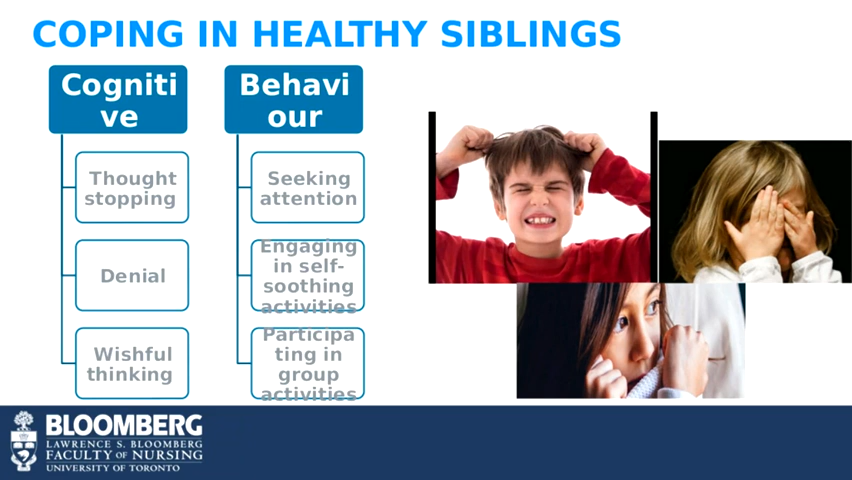 COPING IN HEALTHY SIBLINGS
Cogniti
ve
Thought
stopping
Denial
Wishful
thinking
Behavi
our
Seeking
attention
Engaging
in self-
soothing
activities
Participa
ting in
group
activities
BLOOMBERG
LAWRENCE S. BLOOMBERG
FACULTY OF NURSING
UNIVERSITY OF TORONTO